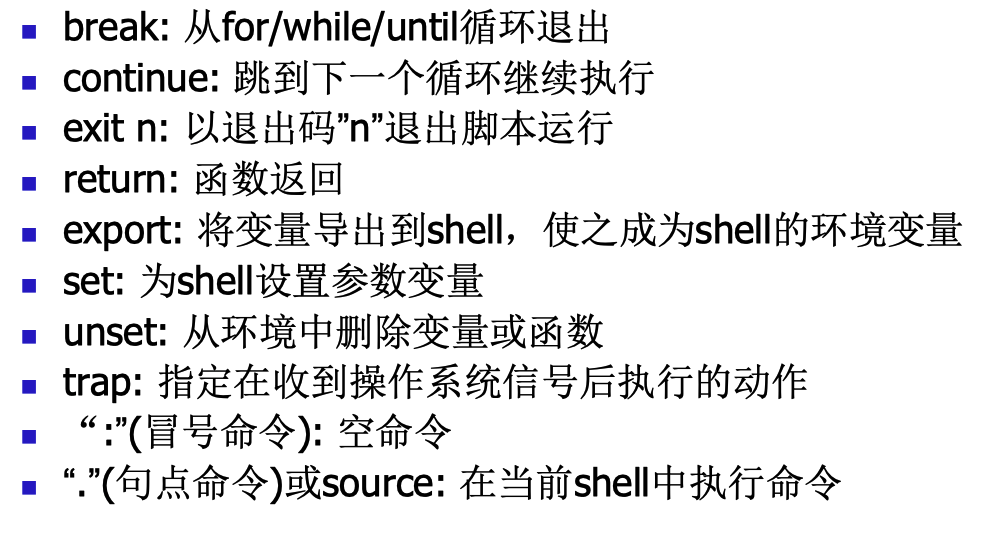 break: 从for/while/until循环退出
continue: 跳到下一个循环继续执行
exit n: 以退出码”n”退出脚本运行
return: 函数返回
export: 将变量导出到shell，使之成为shell的环境变量
set: 为shell设置参数变量
unset: 从环境中删除变量或函数
trap: 指定在收到操作系统信号后执行的动作
“:”(冒号命令): 空命令
“.”(句点命令)或source: 在当前shell中执行命令